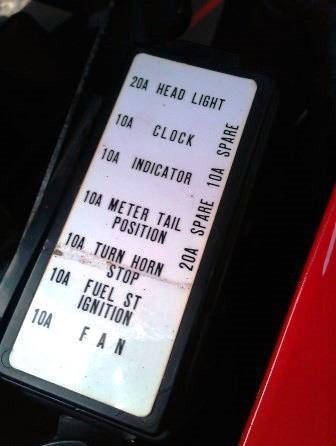 20A HEAD LIGHT
10A CLOCK
10A INDICATOR
10A METER TAIL
POSITION
10A TURN HORN
STOP
10A FUEL ST
IGNITION
10A FAN
20A SPARE 10A SPARE